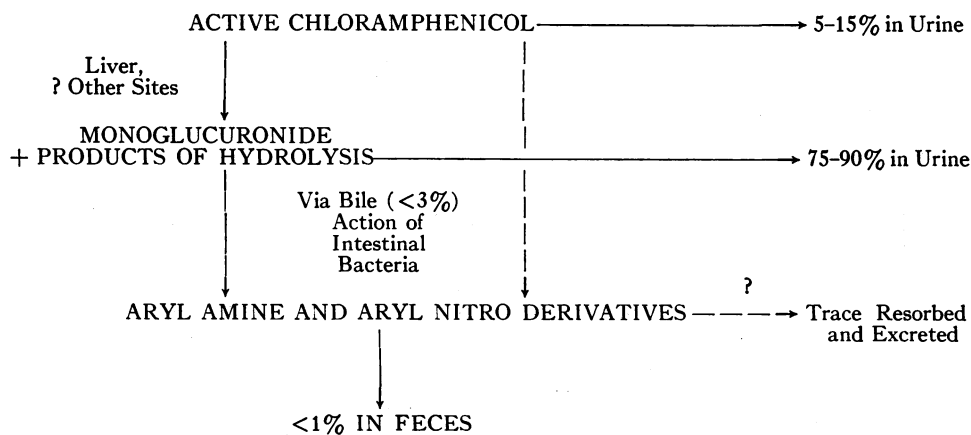 ACTIVE CHLORAMPHENICOL
5–15% in Urine
Liver,
? Other Sites
MONOGLUCURONIDE
+ PRODUCTS OF HYDROLYSIS
75–90% in Urine
Via Bile (<3%)
Action of
Intestinal
Bacteria
ARYL AMINE AND ARYL NITRO DERIVATIVES
?
Trace Resorbed
and Excreted
<1% IN FECES